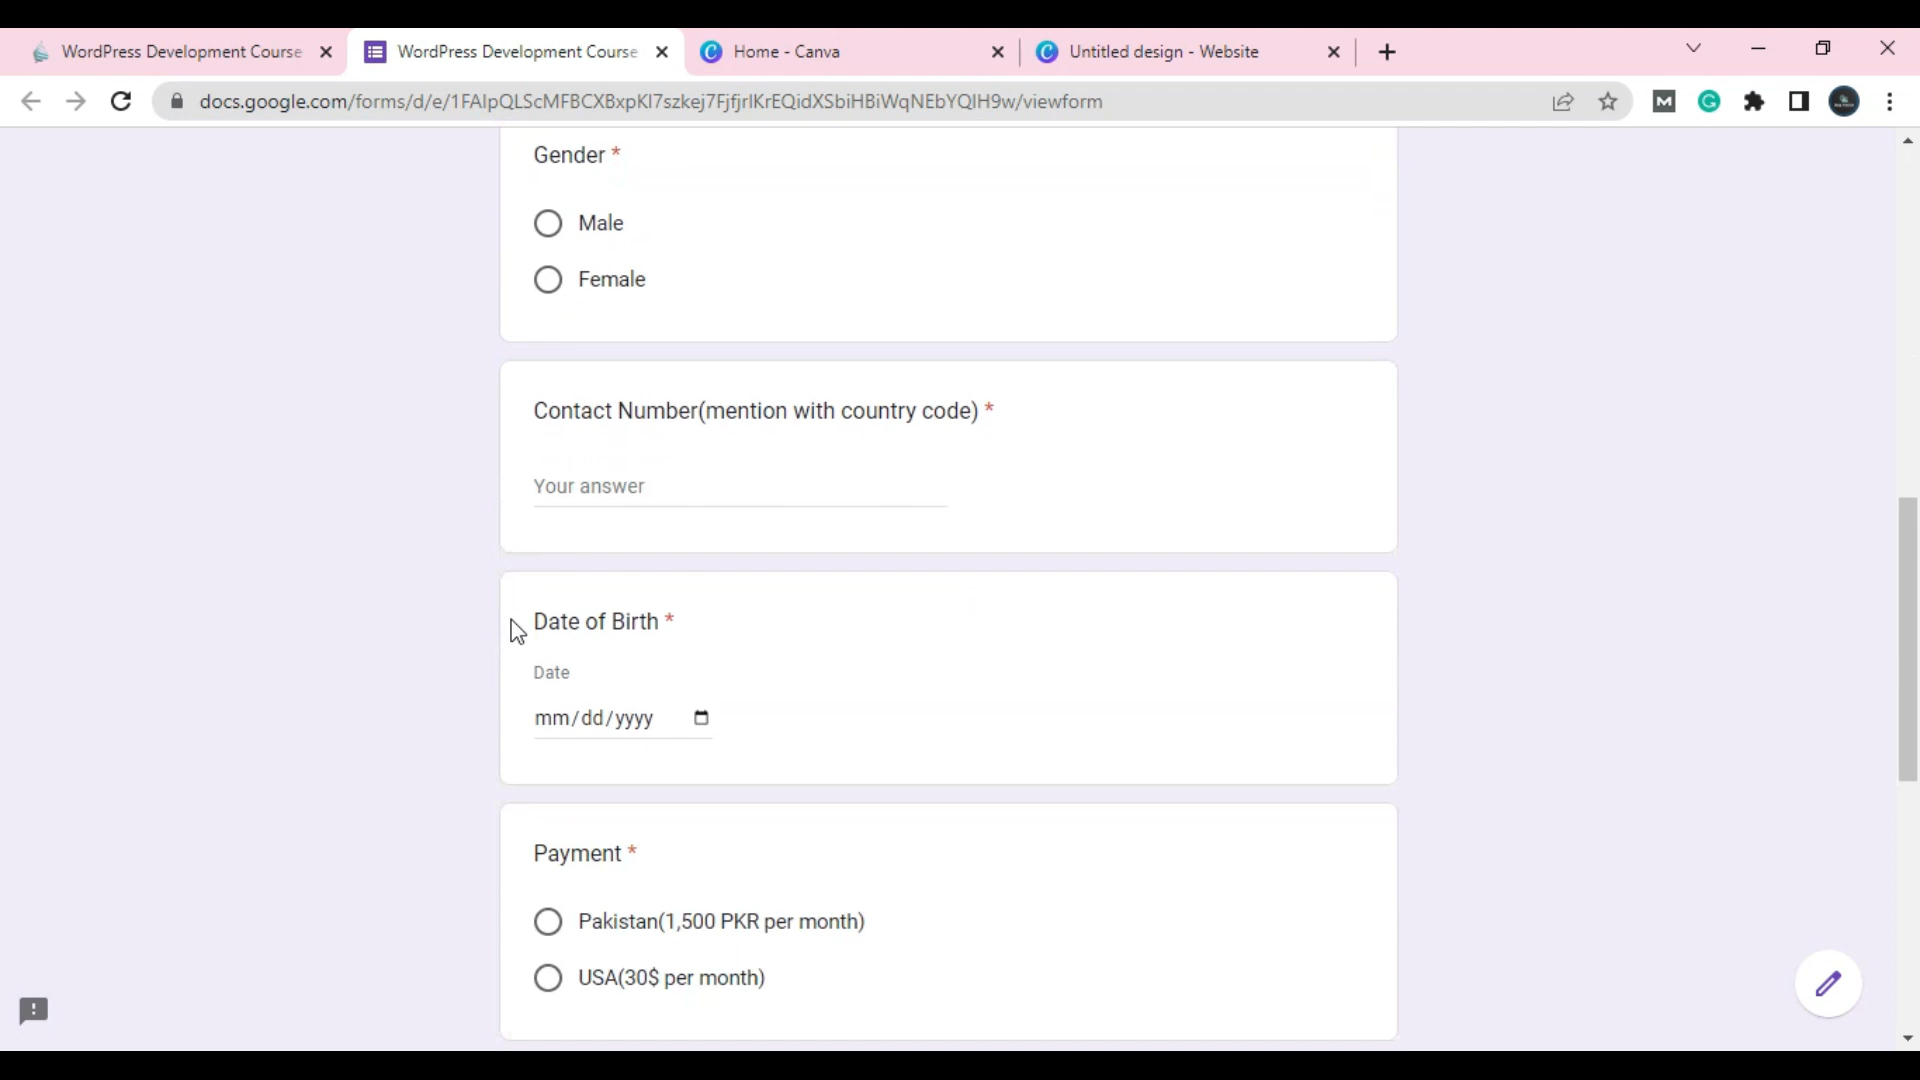 WordPress Development Course
WordPress Development Course
Home - Canva
Untitled design - Website
docs.google.com/forms/d/e/1FAIpQLScMFBCXBxpKl7szkej7FjfjrlKrEQidXSbiHBiWqNEbYQlH9w/viewform
Gender *
Male
Female
Contact Number(mention with country code) *
Your answer
Date of Birth *
Date
mm/dd/yyyy
Payment *
Pakistan(1,500 PKR per month)
USA(30$ per month)